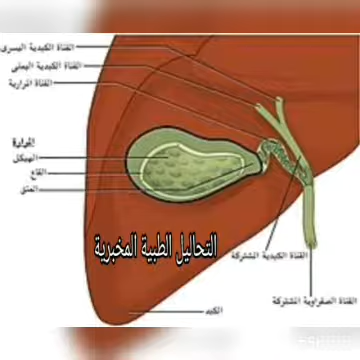 القناة الكبدية اليسرى
القناة الكبدية اليمنى
القناة المرارية
المرارة
الهيكل
القاع
العنق
التحاليل الطبية المخبرية
القناة الكبدية المشتركة
القناة الصفراوية المشتركة
الكبد